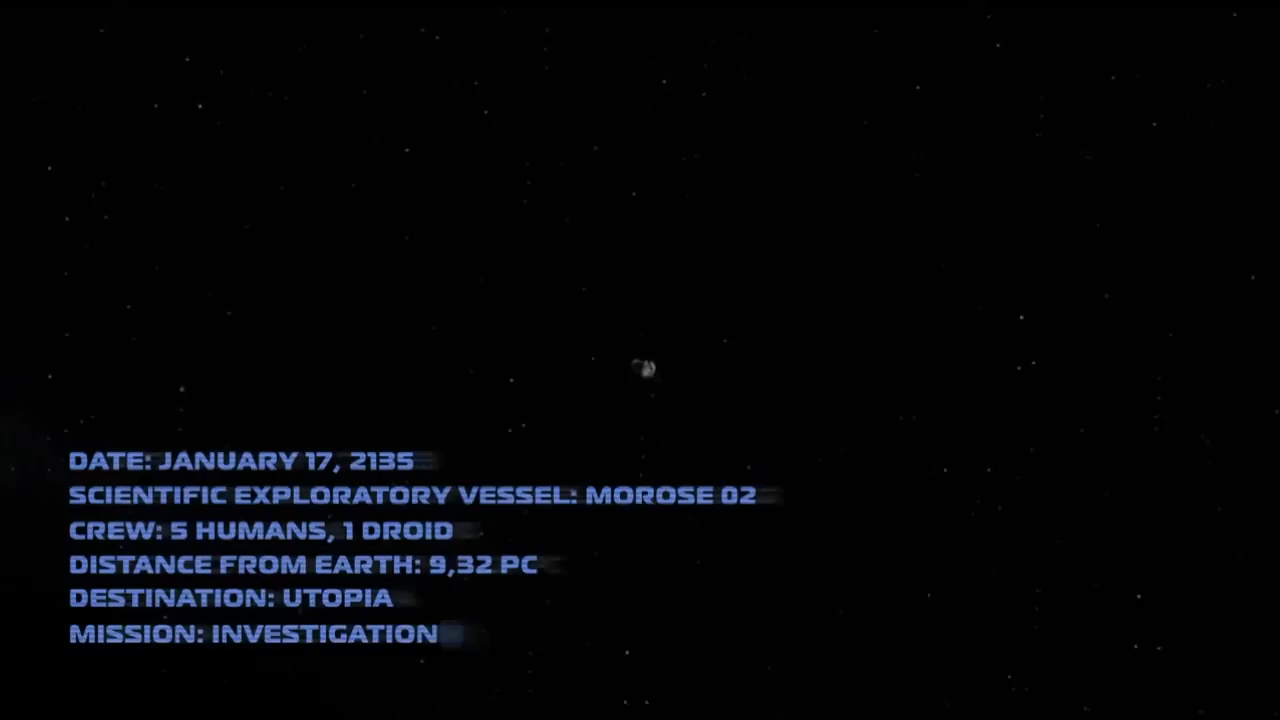 DATE: JANUARY 17, 2135
SCIENTIFIC EXPLORATORY VESSEL: MOROSE 02
CREW: 5 HUMANS, 1 DROID
DISTANCE FROM EARTH: 9,32 PC
DESTINATION: UTOPIA
MISSION: INVESTIGATION